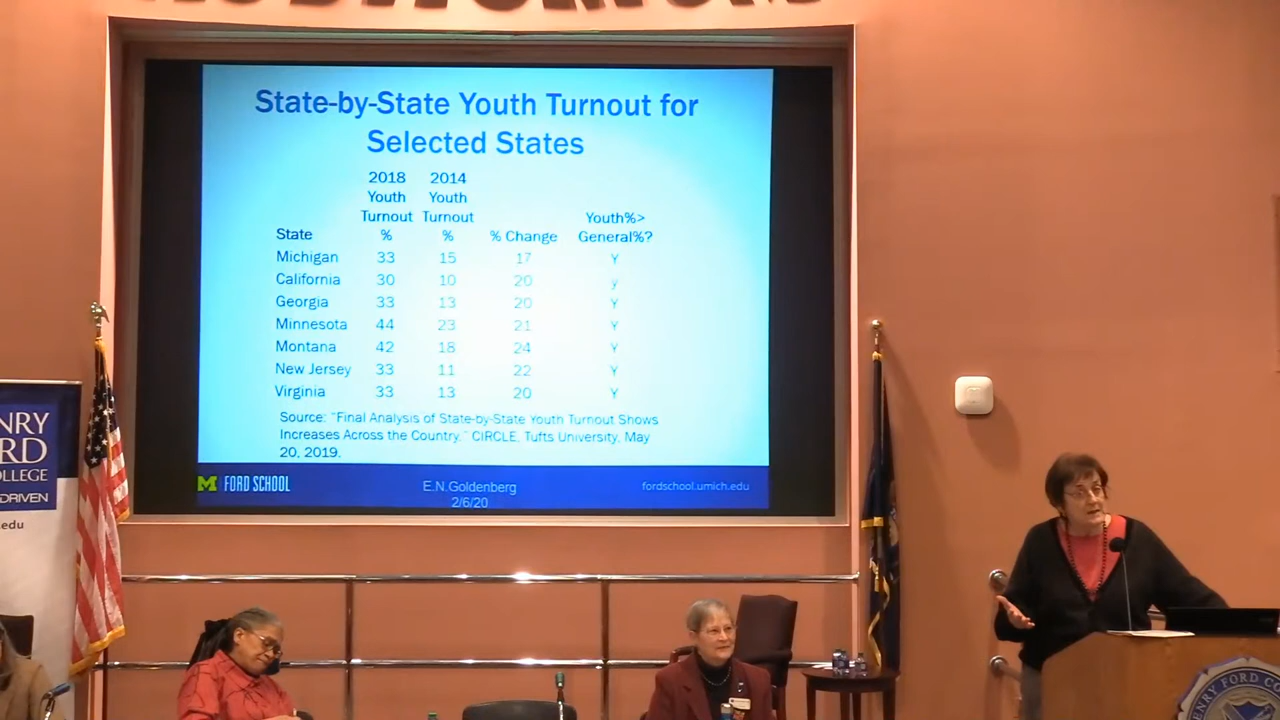 State-by-State Youth Turnout for
Selected States
2018 2014
Youth Youth
Turnout Turnout Youth%>
State % % % Change General%?
Michigan 33 15 17 Y
California 30 10 20 y
Georgia 33 13 20 Y
Minnesota 44 23 21 Y
Montana 42 18 24 Y
New Jersey 33 11 22 Y
Virginia 33 13 20 Y
Source: "Final Analysis of State-by-State Youth Turnout Shows
Increases Across the Country," CIRCLE, Tufts University, May
20, 2019.
M FORD SCHOOL
E.N.Goldenberg
2/6/20
fordschool.umich.edu
NRY
RD
OLLEGE
DRIVEN
.edu
NRY FORD CO